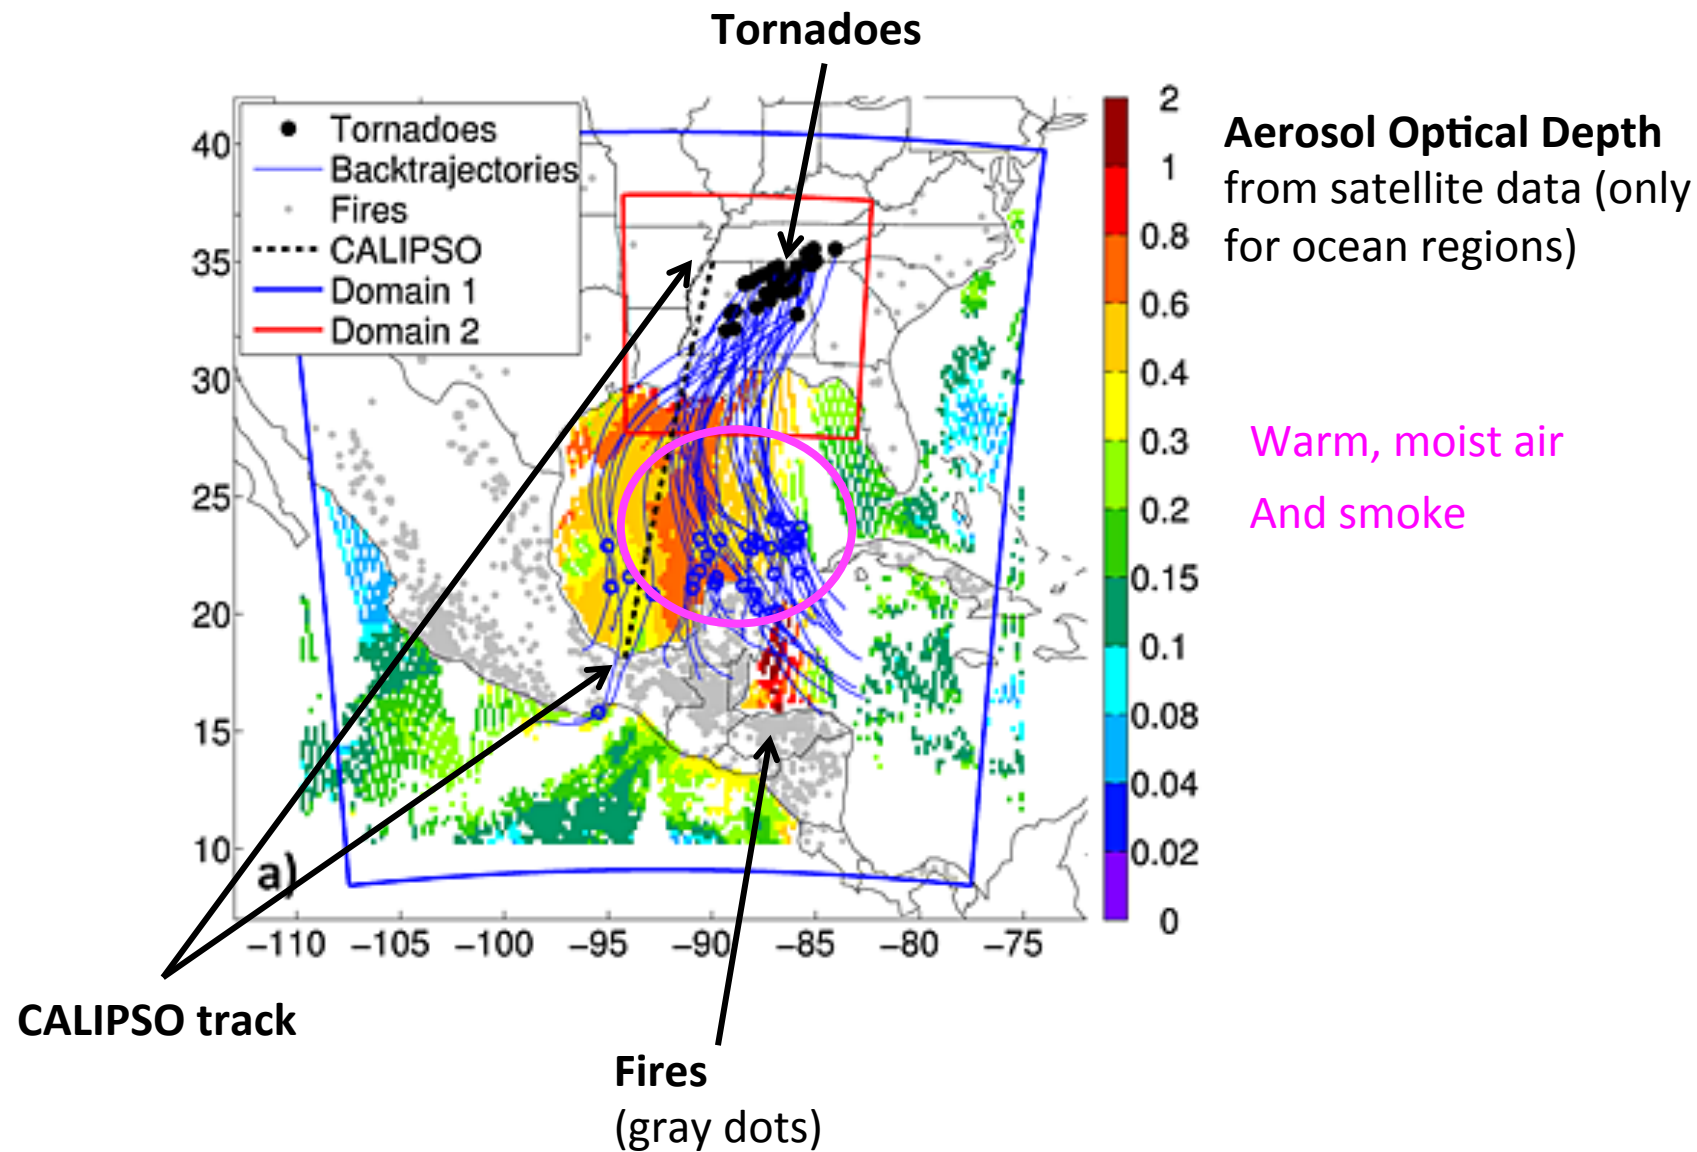 Tornadoes
Tornadoes
Backtrajectories
Fires
CALIPSO
Domain 1
Domain 2
40
35
30
25
20
15
10
a)
−110 −105 −100 −95 −90 −85 −80 −75
2
1
0.8
0.6
0.4
0.3
0.2
0.15
0.1
0.08
0.04
0.02
0
Aerosol Optical Depth
from satellite data (only
for ocean regions)
Warm, moist air
And smoke
CALIPSO track
Fires
(gray dots)